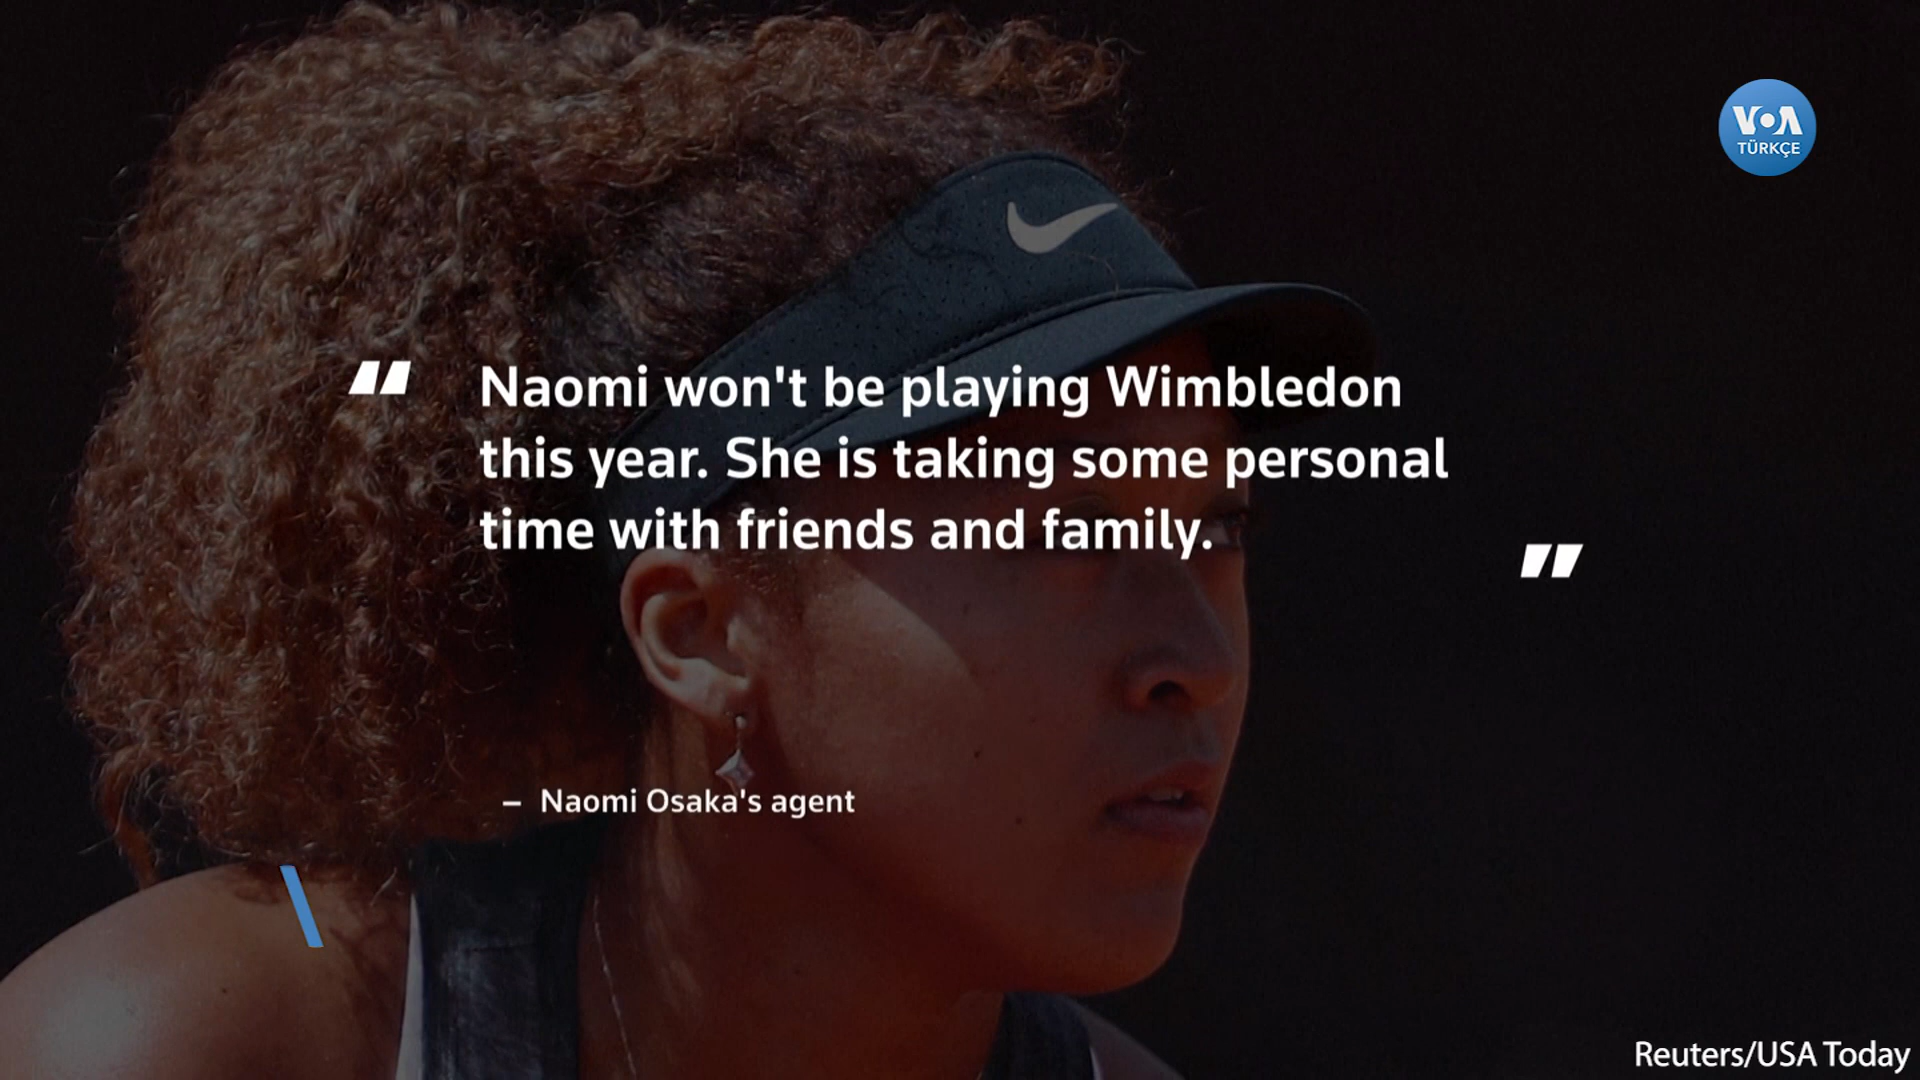 VOA
TÜRKÇE
“ Naomi won't be playing Wimbledon
this year. She is taking some personal
time with friends and family. ”
– Naomi Osaka's agent
Reuters/USA Today